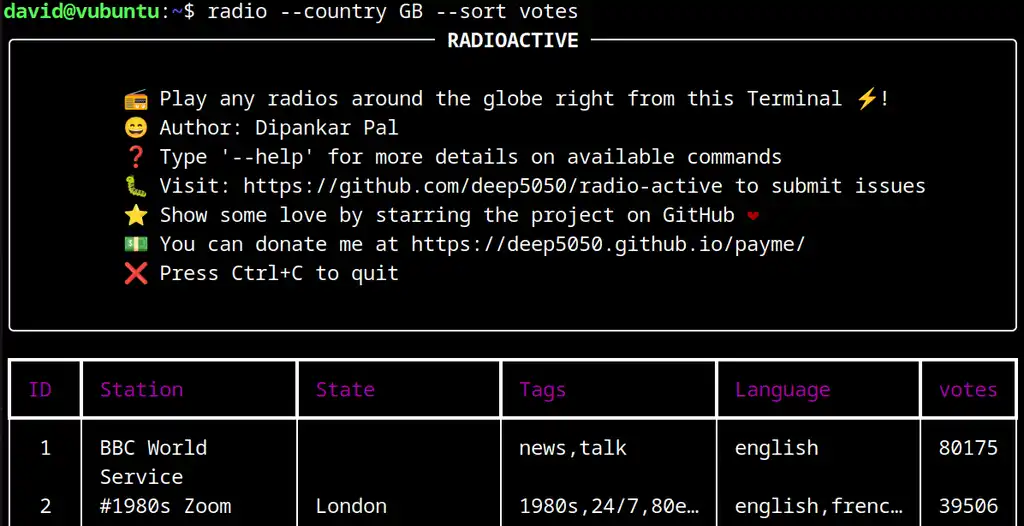 david@vubuntu:~$ radio --country GB --sort votes
RADIOACTIVE
📻 Play any radios around the globe right from this Terminal ⚡!
😄 Author: Dipankar Pal
❓ Type '--help' for more details on available commands
🐛 Visit: https://github.com/deep5050/radio-active to submit issues
⭐ Show some love by starring the project on GitHub ❤
💵 You can donate me at https://deep5050.github.io/payme/
❌ Press Ctrl+C to quit
ID Station State Tags Language votes
1 BBC World news,talk english 80175
Service
2 #1980s Zoom London 1980s,24/7,80e… english,frenc… 39506